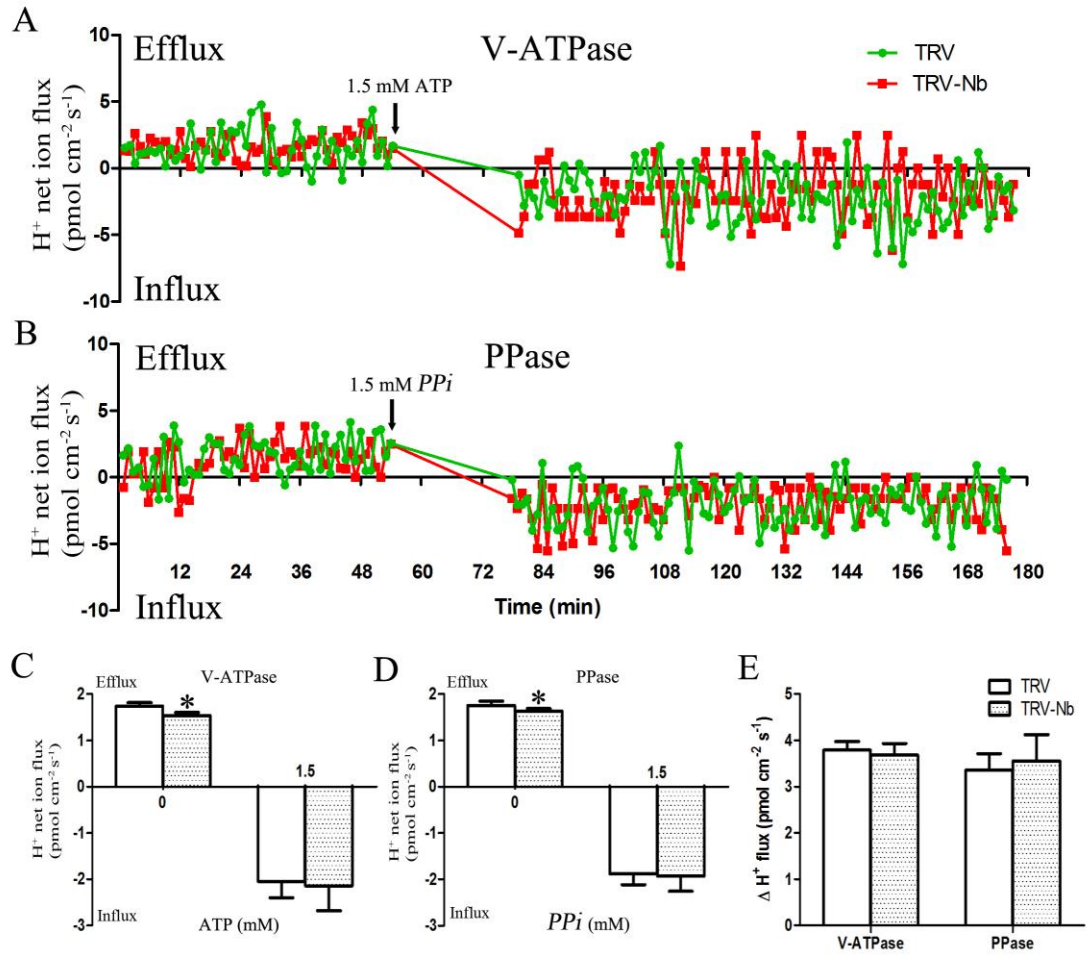 A
Efflux
V-ATPase
TRV
TRV-Nb
1.5 mM ATP
H⁺ net ion flux
(pmol cm⁻² s⁻¹)
10
5
0
-5
-10
Influx
B
Efflux
PPase
1.5 mM PPi
H⁺ net ion flux
(pmol cm⁻² s⁻¹)
10
5
0
-5
-10
12 24 36 48 60 72 84 96 108 120 132 144 156 168 180
Influx
Time (min)
C
V-ATPase
Efflux
*
H⁺ net ion flux
(pmol cm⁻² s⁻¹)
2
1
0
-1
-2
-3
0
1.5
Influx
ATP (mM)
D
PPase
Efflux
*
H⁺ net ion flux
(pmol cm⁻² s⁻¹)
2
1
0
-1
-2
-3
0
1.5
Influx
PPi (mM)
E
TRV
TRV-Nb
Δ H⁺ flux (pmol cm⁻² s⁻¹)
5
4
3
2
1
0
V-ATPase PPase